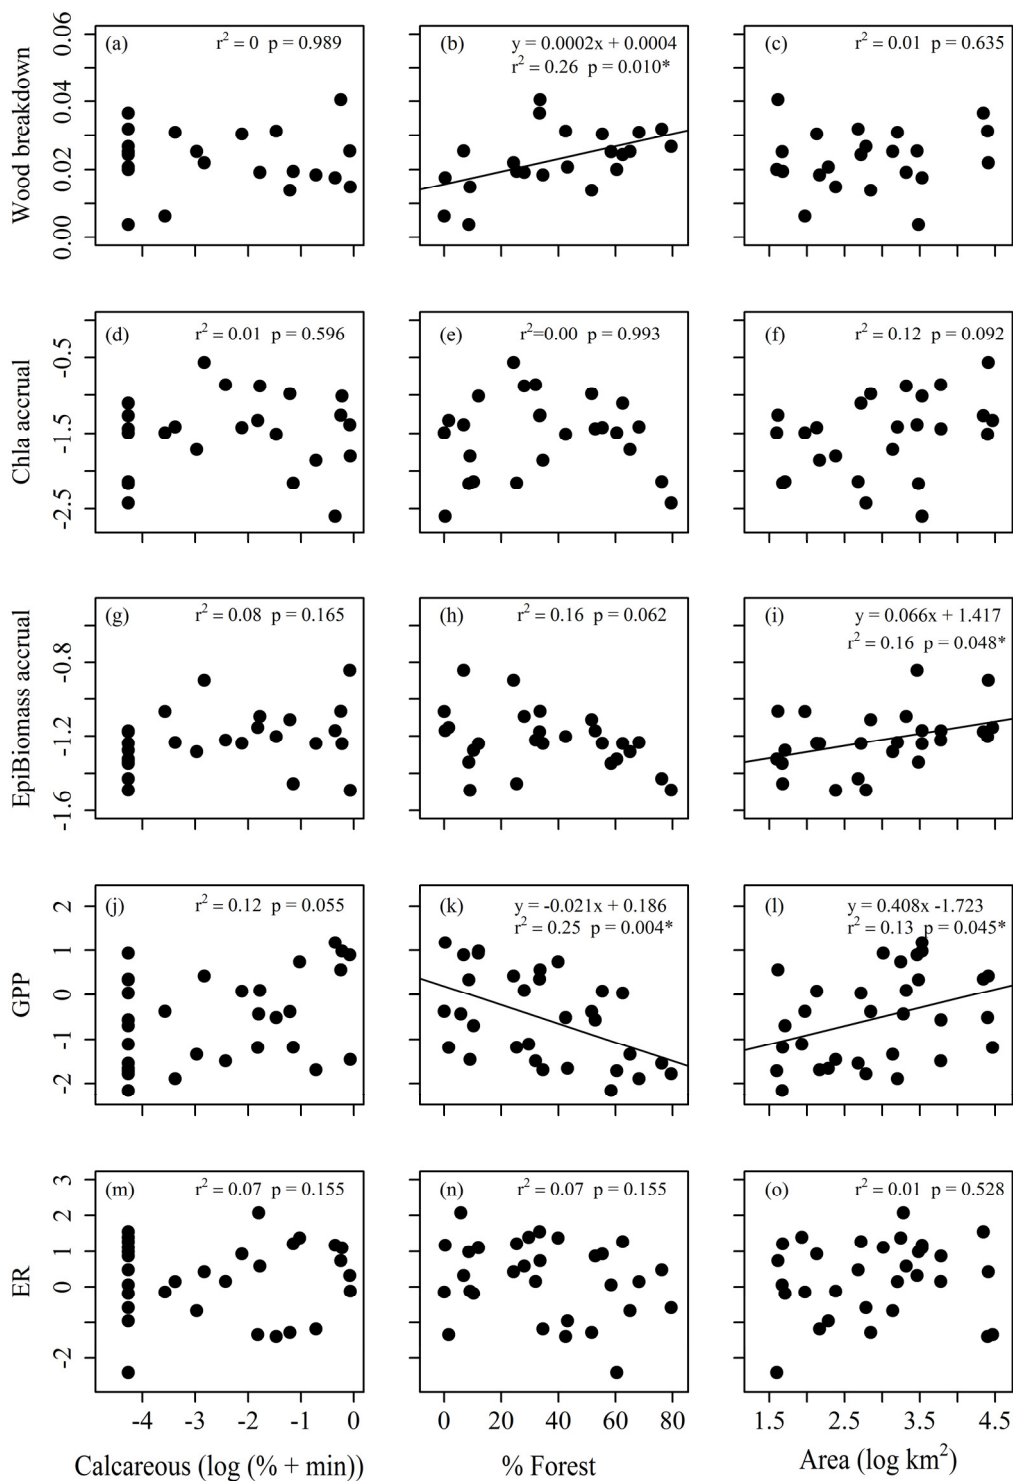 Wood breakdown
0.00 0.02 0.04 0.06
(a) r² = 0 p = 0.989
(b) y = 0.0002x + 0.0004
r² = 0.26 p = 0.010*
(c) r² = 0.01 p = 0.635
Chla accrual
-2.5 -1.5 -0.5
(d) r² = 0.01 p = 0.596
(e) r²=0.00 p = 0.993
(f) r² = 0.12 p = 0.092
EpiBiomass accrual
-1.6 -1.2 -0.8
(g) r² = 0.08 p = 0.165
(h) r² = 0.16 p = 0.062
(i) y = 0.066x + 1.417
r² = 0.16 p = 0.048*
GPP
-2 -1 0 1 2
(j) r² = 0.12 p = 0.055
(k) y = -0.021x + 0.186
r² = 0.25 p = 0.004*
(l) y = 0.408x -1.723
r² = 0.13 p = 0.045*
ER
-2 0 1 2 3
(m) r² = 0.07 p = 0.155
(n) r² = 0.07 p = 0.155
(o) r² = 0.01 p = 0.528
-4 -3 -2 -1 0
0 20 40 60 80
1.5 2.5 3.5 4.5
Calcareous (log (% + min))
% Forest
Area (log km²)